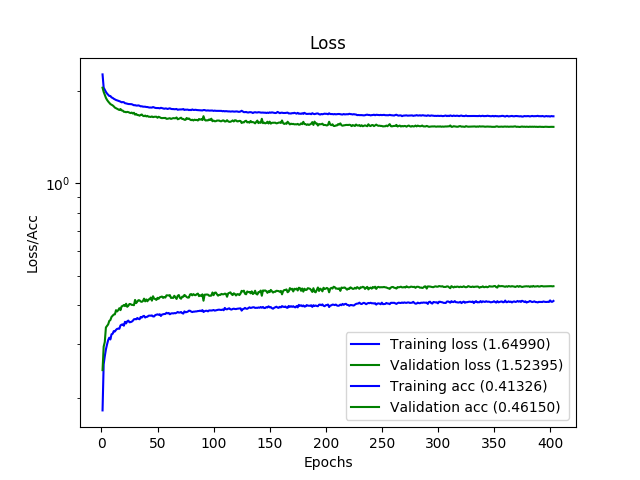 Loss
10⁰
Loss/Acc
Training loss (1.64990)
Validation loss (1.52395)
Training acc (0.41326)
Validation acc (0.46150)
0 50 100 150 200 250 300 350 400
Epochs